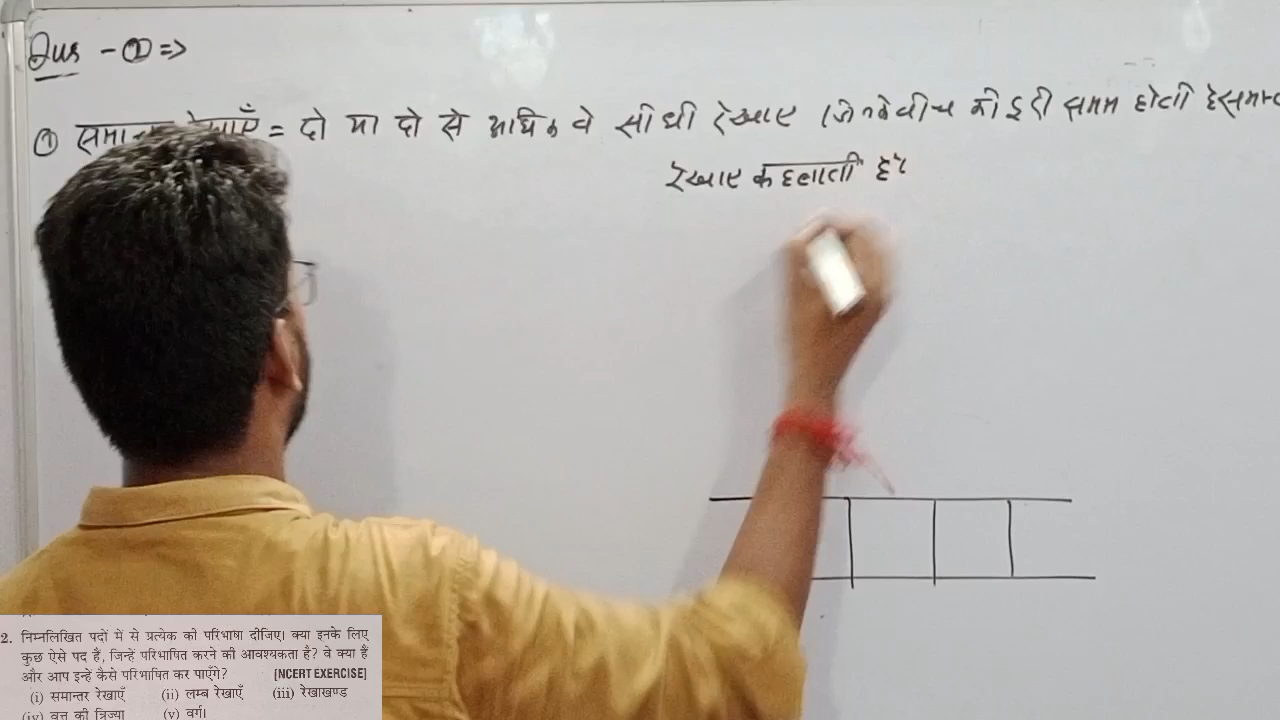 Qus - ② =>
① समान्तर रेखाएँ = दो या दो से अधिक वे सीधी रेखाए जिनके बीच की दूरी समान होती है समान्तर
रेखाए कहलाती है।
2. निम्नलिखित पदों में से प्रत्येक की परिभाषा दीजिए। क्या इनके लिए
कुछ ऐसे पद हैं, जिन्हें परिभाषित करने की आवश्यकता है? वे क्या हैं
और आप इन्हें कैसे परिभाषित कर पाएँगे? [NCERT EXERCISE]
(i) समान्तर रेखाएँ (ii) लम्ब रेखाएँ (iii) रेखाखण्ड
(iv) वृत्त की त्रिज्या (v) वर्ग।